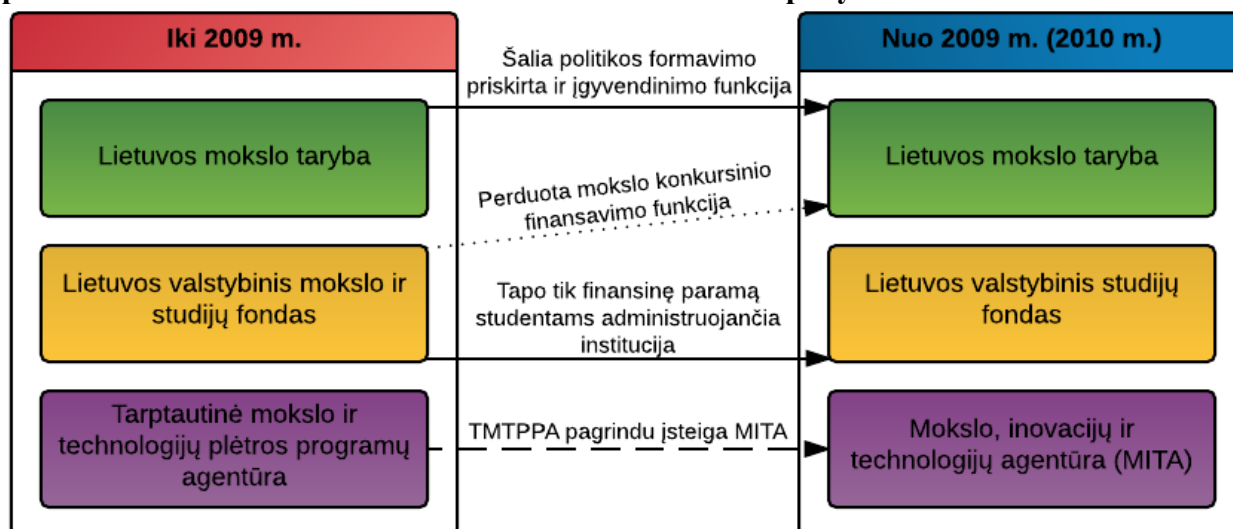 Iki 2009 m.
Nuo 2009 m. (2010 m.)
Šalia politikos formavimo
priskirta ir įgyvendinimo funkcija
Lietuvos mokslo taryba
Lietuvos mokslo taryba
Perduota mokslo konkursinio
finansavimo funkcija
Lietuvos valstybinis mokslo ir
studijų fondas
Tapo tik finansinę paramą
studentams administruojančia
institucija
Lietuvos valstybinis studijų
fondas
Tarptautinė mokslo ir
technologijų plėtros programų
agentūra
TMTPPA pagrindu įsteiga MITA
Mokslo, inovacijų ir
technologijų agentūra (MITA)